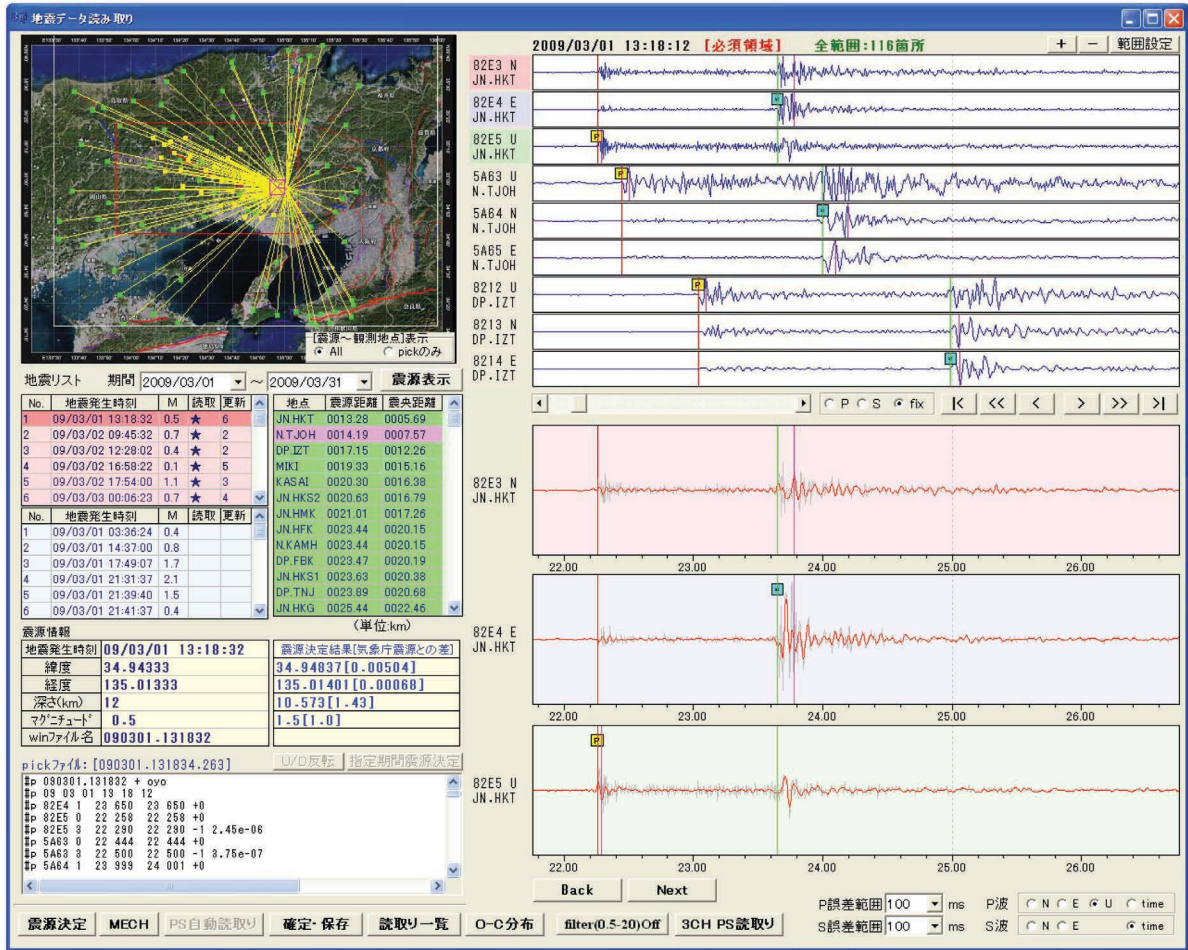 地震データ読み取り
2009/03/01 13:18:12 [必須領域] 全範囲:116箇所 + - 範囲設定
82E3 N
JN.HKT
82E4 E
JN.HKT
82E5 U
JN.HKT
5A63 U
N.TJOH
5A64 N
N.TJOH
5A65 E
N.TJOH
8212 U
DP.IZT
8213 N
DP.IZT
8214 E
DP.IZT
[震源~観測地点]表示
All pickのみ
地震リスト 期間 2009/03/01 ~ 2009/03/31 震源表示
No. 地震発生時刻 M 読取 更新
1 09/03/01 13:18:32 0.5 ★ 6
2 09/03/02 09:45:32 0.7 ★ 2
3 09/03/02 12:28:02 0.4 ★ 2
4 09/03/02 16:58:22 0.1 ★ 5
5 09/03/02 17:54:00 1.1 ★ 3
6 09/03/03 00:06:23 0.7 ★ 4
No. 地震発生時刻 M 読取 更新
1 09/03/01 03:36:24 0.4
2 09/03/01 14:37:00 0.8
3 09/03/01 17:49:07 1.7
4 09/03/01 21:31:37 2.1
5 09/03/01 21:39:40 1.5
6 09/03/01 21:41:37 0.4
地点 震源距離 震央距離
JN.HKT 0013.28 0005.69
N.TJOH 0014.19 0007.57
DP.IZT 0017.15 0012.26
MIKI 0019.33 0015.16
KASAI 0020.30 0016.38
JN.HKS2 0020.63 0016.79
JN.HMK 0021.01 0017.26
JN.HFK 0023.44 0020.15
N.KAMH 0023.44 0020.15
DP.FBK 0023.47 0020.19
JN.HKS1 0023.63 0020.38
DP.TNJ 0023.89 0020.68
JN.HKG 0025.44 0022.46
(単位:km)
P S fix |< << < > >> >|
82E3 N
JN.HKT
22.00 23.00 24.00 25.00 26.00
82E4 E
JN.HKT
22.00 23.00 24.00 25.00 26.00
82E5 U
JN.HKT
22.00 23.00 24.00 25.00 26.00
震源情報
地震発生時刻 09/03/01 13:18:32 震源決定結果[気象庁震源との差]
緯度 34.94333 34.94837[0.00504]
経度 135.01333 135.01401[0.00068]
深さ(km) 12 10.573[1.43]
マグニチュード 0.5 1.5[1.0]
winファイル名 090301.131832
pickファイル: [090301.131834.263] U/D反転 指定期間震源決定
#p 090301.131832 + oyo
#p 09 03 01 13 18 12
#p 82E4 1 23 650 23 650 +0
#p 82E5 0 22 258 22 258 +0
#p 82E5 3 22 290 22 290 -1 2.45e-06
#p 5A63 0 22 444 22 444 +0
#p 5A63 3 22 500 22 500 -1 3.75e-07
#p 5A64 1 23 999 24 001 +0
Back Next
P誤差範囲 100 ms P波 N E U time
S誤差範囲 100 ms S波 N E time
震源決定 MECH PS自動読取り 確定・保存 読取り一覧 O-C分布 filter(0.5-20)Off 3CH PS読取り